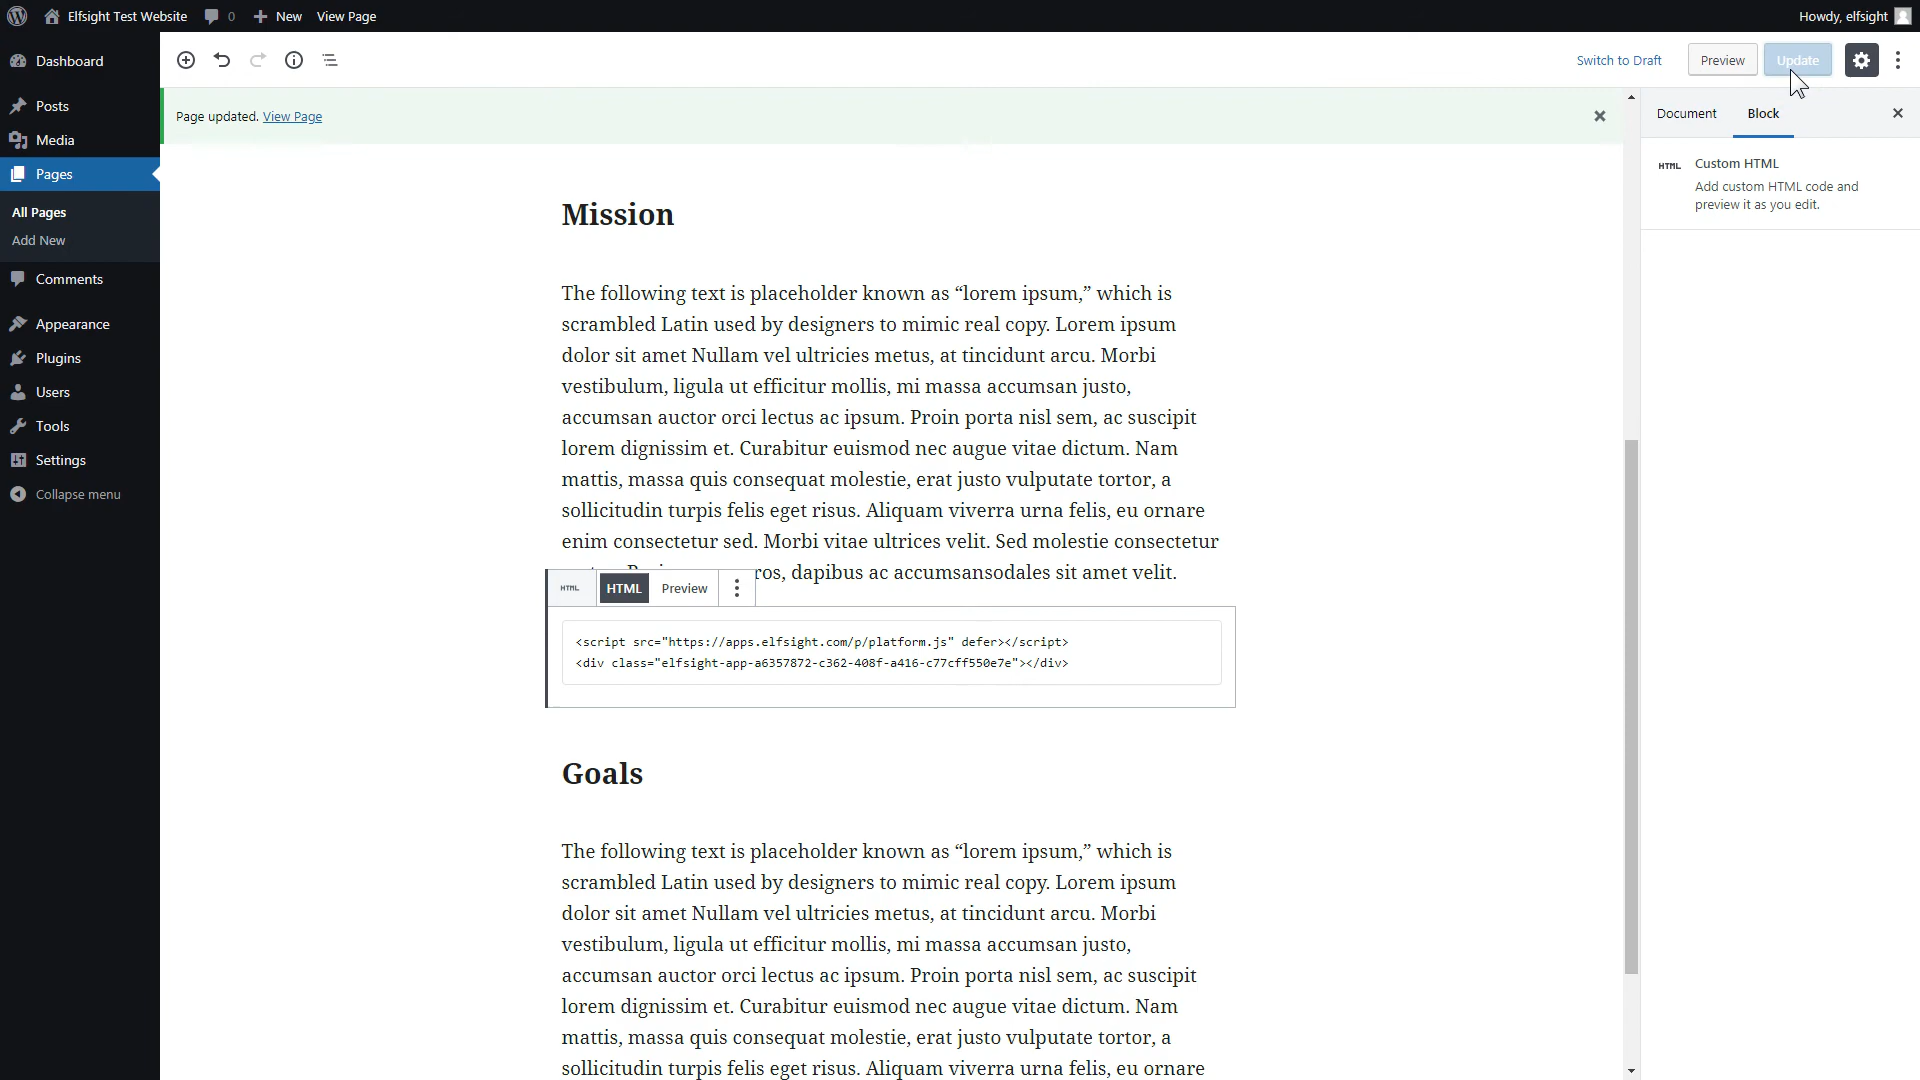 Elfsight Test Website 0 New View Page Howdy, elfsight
Dashboard
Posts
Media
Pages
All Pages
Add New
Comments
Appearance
Plugins
Users
Tools
Settings
Collapse menu
Switch to Draft Preview Update
Page updated. View Page
Document Block
HTML Custom HTML
Add custom HTML code and
preview it as you edit.
Mission
The following text is placeholder known as “lorem ipsum,” which is
scrambled Latin used by designers to mimic real copy. Lorem ipsum
dolor sit amet Nullam vel ultricies metus, at tincidunt arcu. Morbi
vestibulum, ligula ut efficitur mollis, mi massa accumsan justo,
accumsan auctor orci lectus ac ipsum. Proin porta nisl sem, ac suscipit
lorem dignissim et. Curabitur euismod nec augue vitae dictum. Nam
mattis, massa quis consequat molestie, erat justo vulputate tortor, a
sollicitudin turpis felis eget risus. Aliquam viverra urna felis, eu ornare
enim consectetur sed. Morbi vitae ultrices velit. Sed molestie consectetur
ros, dapibus ac accumsansodales sit amet velit.
HTML HTML Preview
<script src="https://apps.elfsight.com/p/platform.js" defer></script>
<div class="elfsight-app-a6357872-c362-408f-a416-c77cff550e7e"></div>
Goals
The following text is placeholder known as “lorem ipsum,” which is
scrambled Latin used by designers to mimic real copy. Lorem ipsum
dolor sit amet Nullam vel ultricies metus, at tincidunt arcu. Morbi
vestibulum, ligula ut efficitur mollis, mi massa accumsan justo,
accumsan auctor orci lectus ac ipsum. Proin porta nisl sem, ac suscipit
lorem dignissim et. Curabitur euismod nec augue vitae dictum. Nam
mattis, massa quis consequat molestie, erat justo vulputate tortor, a
sollicitudin turpis felis eget risus. Aliquam viverra urna felis, eu ornare